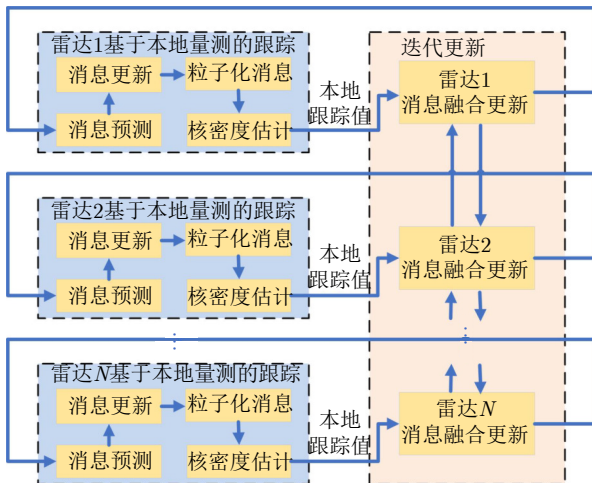 雷达1基于本地量测的跟踪
消息更新
粒子化消息
消息预测
核密度估计
本地
跟踪值
迭代更新
雷达1
消息融合更新
雷达2基于本地量测的跟踪
消息更新
粒子化消息
消息预测
核密度估计
本地
跟踪值
雷达2
消息融合更新
⋮
⋮
雷达N基于本地量测的跟踪
消息更新
粒子化消息
消息预测
核密度估计
本地
跟踪值
雷达N
消息融合更新